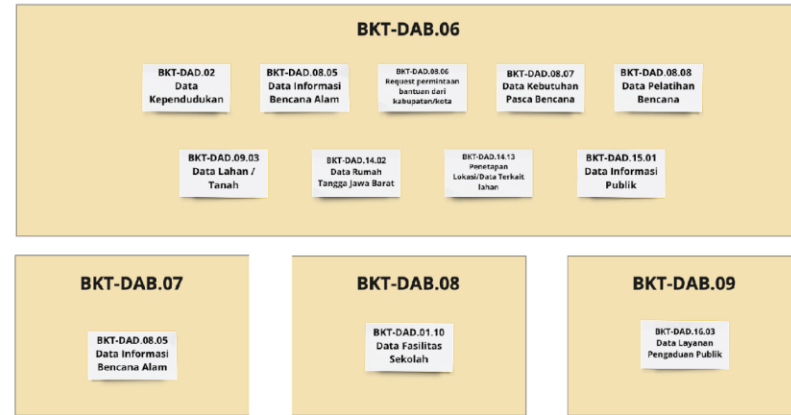 BKT-DAB.06
BKT-DAD.02
Data
Kependudukan
BKT-DAD.08.05
Data Informasi
Bencana Alam
BKT-DAD.08.06
Request permintaan
bantuan dari
kabupatan/kota
BKT-DAD.08.07
Data Kebutuhan
Pasca Bencana
BKT-DAD.08.08
Data Pelatihan
Bencana
BKT-DAD.09.03
Data Lahan /
Tanah
BKT-DAD.14.02
Data Rumah
Tangga Jawa Barat
BKT-DAD.14.13
Penetapan
Lokasi/Data Terkait
lahan
BKT-DAD.15.01
Data Informasi
Publik
BKT-DAB.07
BKT-DAD.08.05
Data Informasi
Bencana Alam
BKT-DAB.08
BKT-DAD.01.10
Data Fasilitas
Sekolah
BKT-DAB.09
BKT-DAD.16.03
Data Layanan
Pengaduan Publik